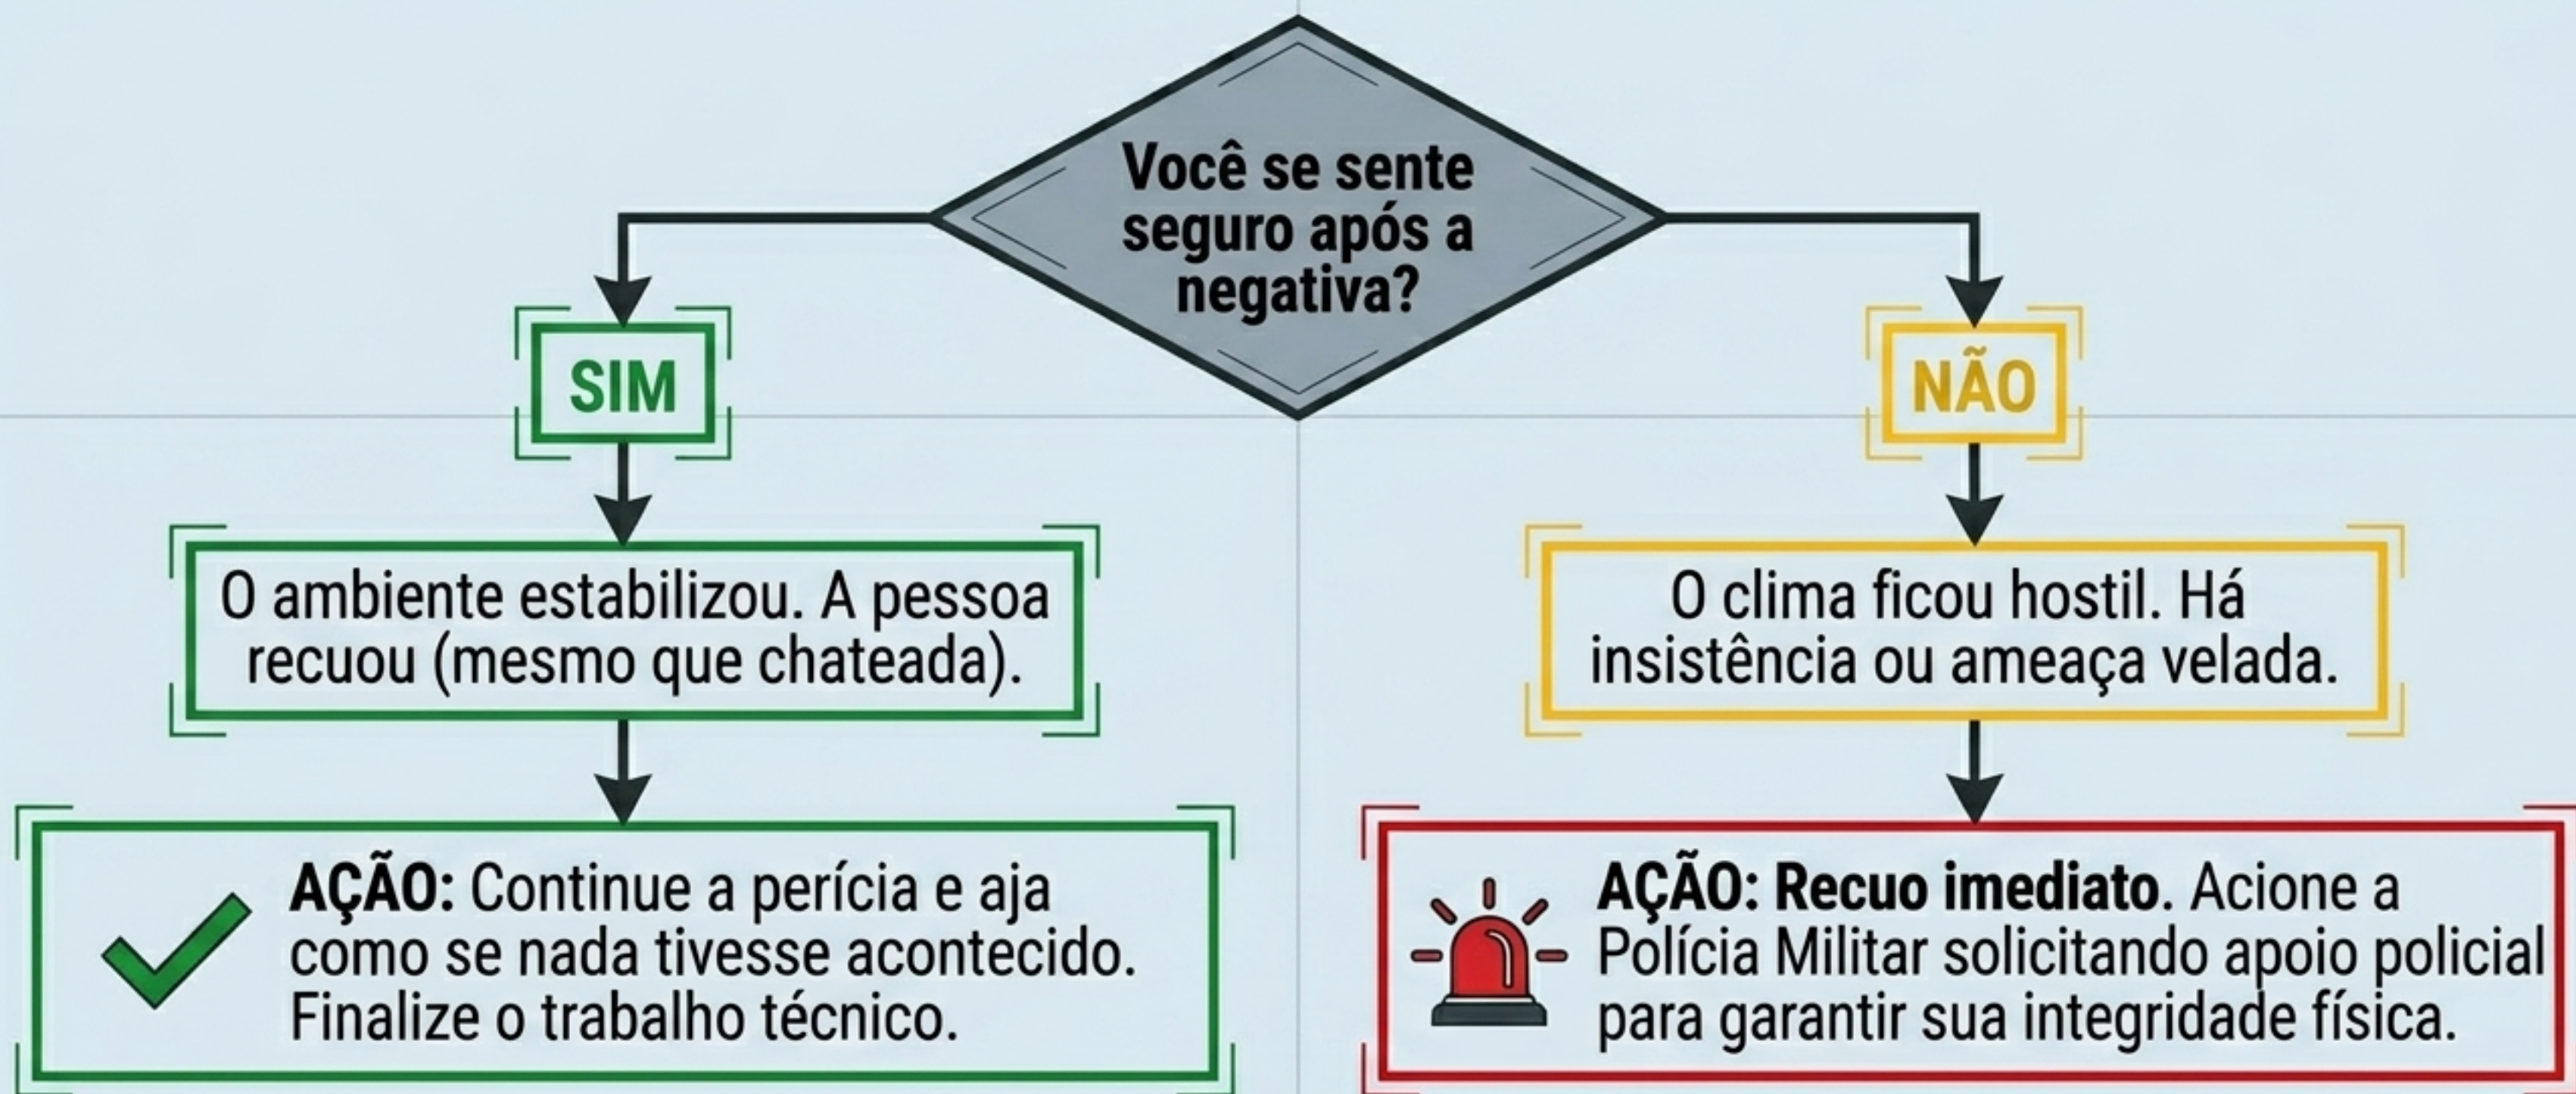 Você se sente
seguro após a
negativa?
SIM
NÃO
O ambiente estabilizou. A pessoa
recuou (mesmo que chateada).
O clima ficou hostil. Há
insistência ou ameaça velada.
AÇÃO: Continue a perícia e aja
como se nada tivesse acontecido.
Finalize o trabalho técnico.
AÇÃO: Recuo imediato. Acione a
Polícia Militar solicitando apoio policial
para garantir sua integridade física.